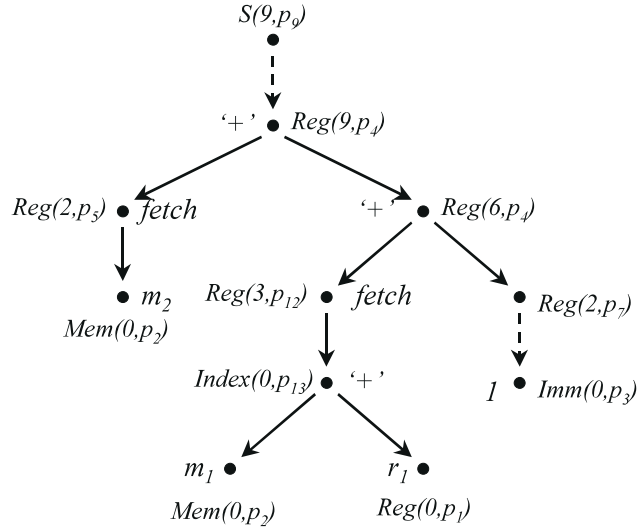 S(9,p₉)
‘+’ Reg(9,p₄)
Reg(2,p₅) fetch ‘+’ Reg(6,p₄)
m₂ Reg(3,p₁₂) fetch Reg(2,p₇)
Mem(0,p₂)
Index(0,p₁₃) ‘+’ 1 Imm(0,p₃)
m₁ r₁
Mem(0,p₂) Reg(0,p₁)